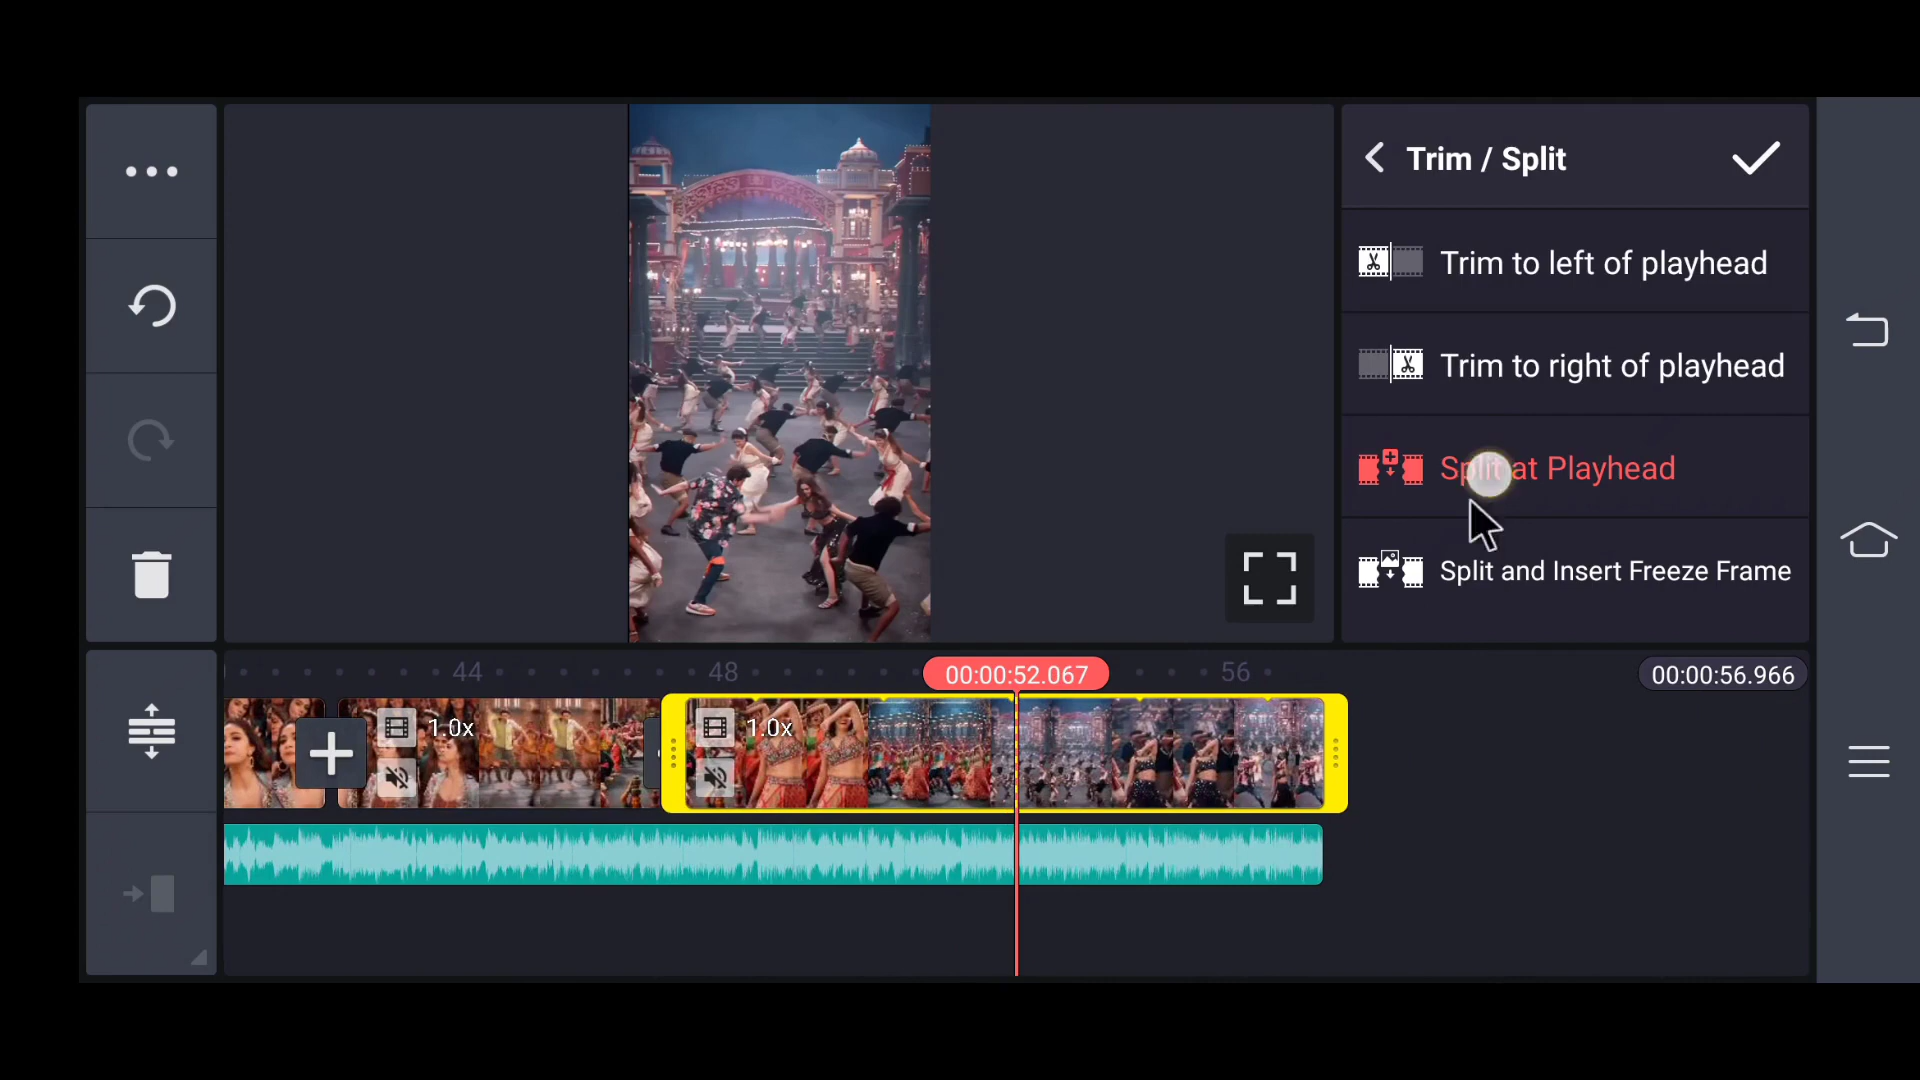 Trim / Split
Trim to left of playhead
Trim to right of playhead
Split at Playhead
Split and Insert Freeze Frame
44
48
00:00:52.067
56
00:00:56.966
1.0x
1.0x